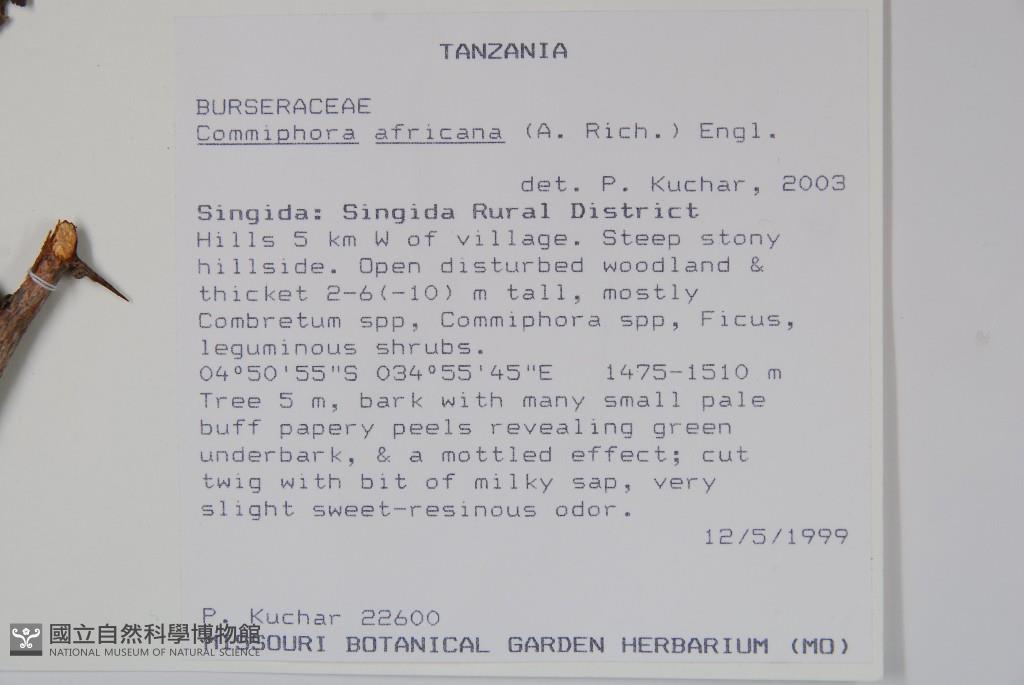 TANZANIA
BURSERACEAE
Commiphora africana (A. Rich.) Engl.
det. P. Kuchar, 2003
Singida: Singida Rural District
Hills 5 km W of village. Steep stony
hillside. Open disturbed woodland &
thicket 2-6(-10) m tall, mostly
Combretum spp, Commiphora spp, Ficus,
leguminous shrubs.
04º50'55"S 034º55'45"E 1475-1510 m
Tree 5 m, bark with many small pale
buff papery peels revealing green
underbark, & a mottled effect; cut
twig with bit of milky sap, very
slight sweet-resinous odor.
12/5/1999
P. Kuchar 22600
MISSOURI BOTANICAL GARDEN HERBARIUM (MO)
國立自然科學博物館
NATIONAL MUSEUM OF NATURAL SCIENCE